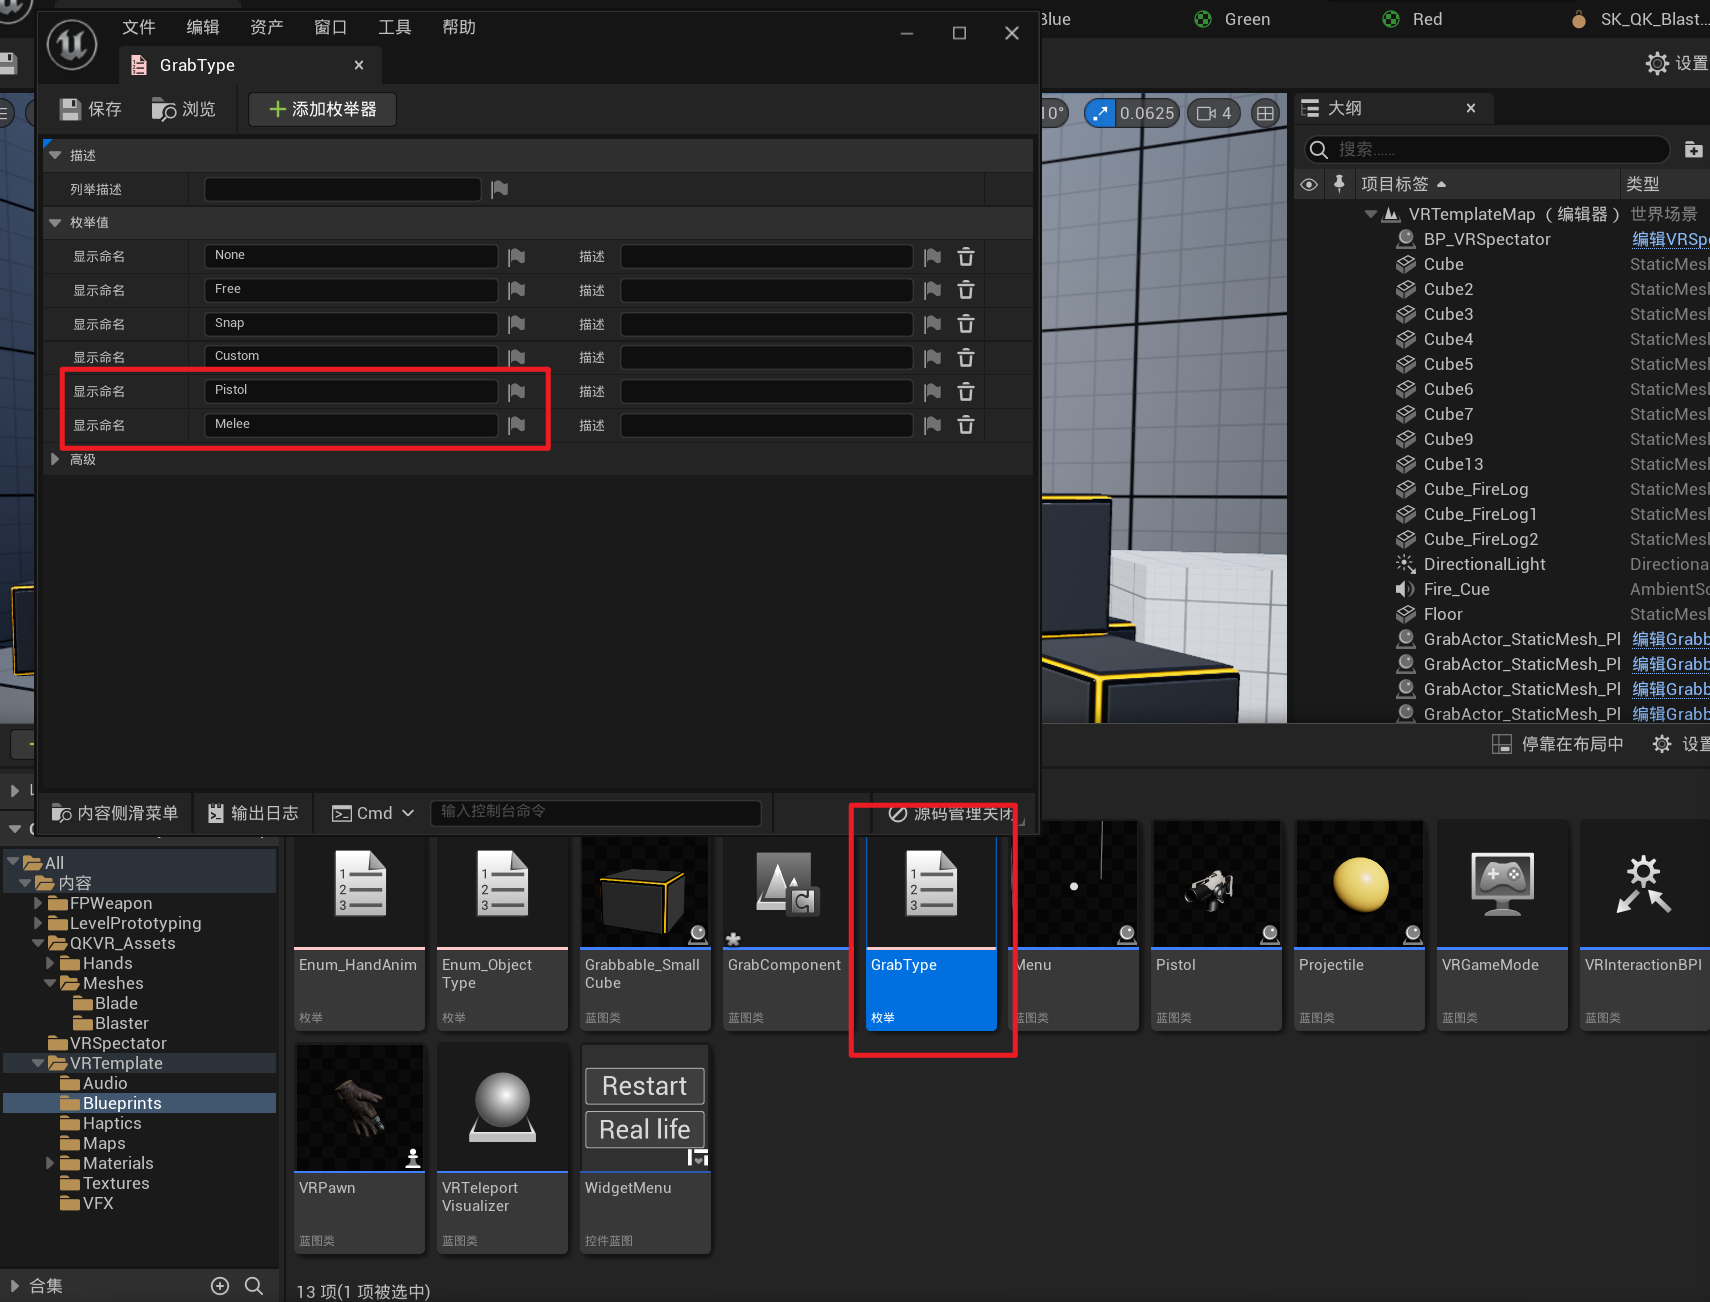 文件 编辑 资产 窗口 工具 帮助
Blue
Green
Red
SK_QK_Blast...
GrabType
设置
保存 浏览 添加枚举器
10° 0.0625 4
大纲
搜索......
描述
列举描述
项目标签 类型
枚举值
显示命名 None 描述
显示命名 Free 描述
显示命名 Snap 描述
显示命名 Custom 描述
显示命名 Pistol 描述
显示命名 Melee 描述
高级
VRTemplateMap （编辑器） 世界场景
BP_VRSpectator 编辑VRSp
Cube StaticMesh
Cube2 StaticMesh
Cube3 StaticMesh
Cube4 StaticMesh
Cube5 StaticMesh
Cube6 StaticMesh
Cube7 StaticMesh
Cube9 StaticMesh
Cube13 StaticMesh
Cube_FireLog StaticMesh
Cube_FireLog1 StaticMesh
Cube_FireLog2 StaticMesh
DirectionalLight Directiona
Fire_Cue AmbientSo
Floor StaticMesh
GrabActor_StaticMesh_Pl 编辑Grabb
GrabActor_StaticMesh_Pl 编辑Grabb
GrabActor_StaticMesh_Pl 编辑Grabb
GrabActor_StaticMesh_Pl 编辑Grabb
停靠在布局中 设置
内容侧滑菜单 输出日志 Cmd 输入控制台命令 源码管理关闭
All
内容
FPWeapon
LevelPrototyping
QKVR_Assets
Hands
Meshes
Blade
Blaster
VRSpectator
VRTemplate
Audio
Blueprints
Haptics
Maps
Materials
Textures
VFX
合集
Enum_HandAnim
枚举
Enum_Object
Type
枚举
Grabbable_Small
Cube
蓝图类
GrabComponent
蓝图类
GrabType
枚举
Menu
蓝图类
Pistol
蓝图类
Projectile
蓝图类
VRGameMode
蓝图类
VRInteractionBPI
蓝图类
VRPawn
蓝图类
VRTeleport
Visualizer
蓝图类
Restart
Real life
WidgetMenu
控件蓝图
13 项(1 项被选中)